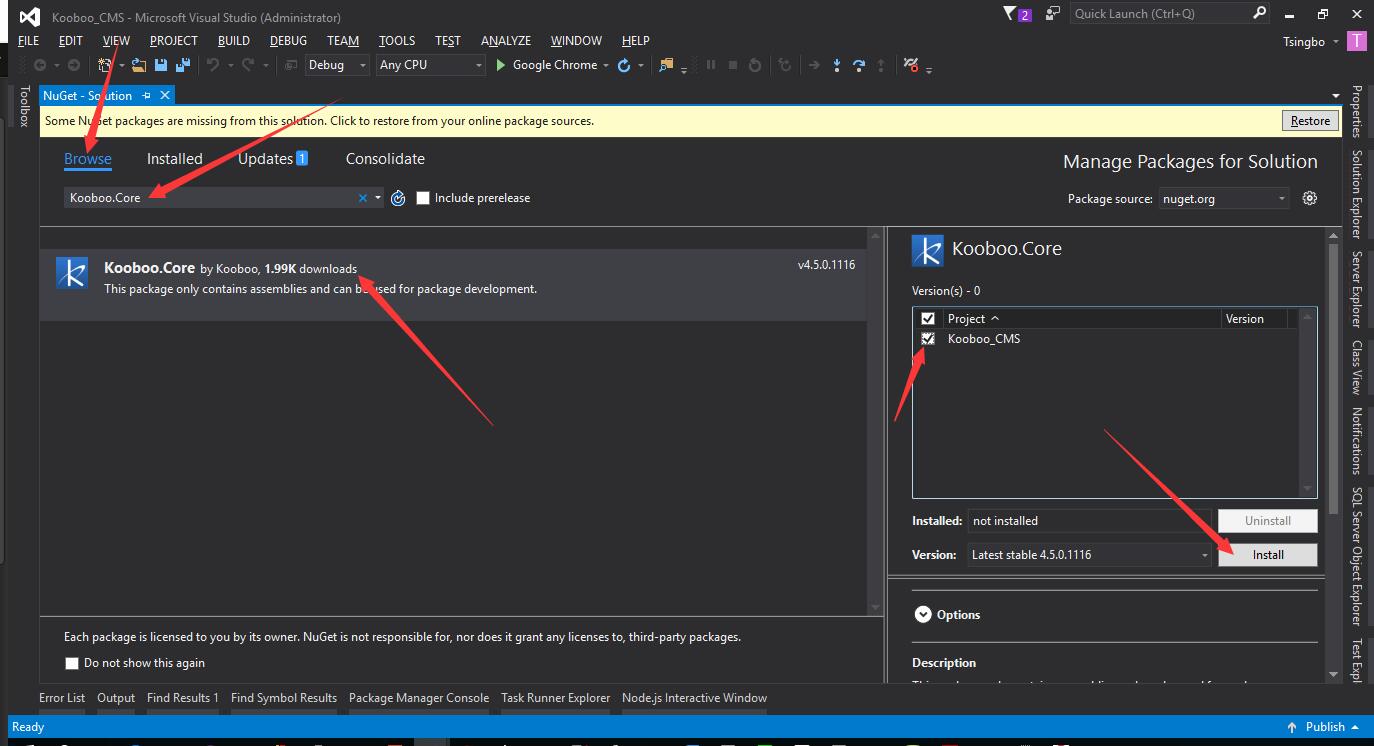 Kooboo_CMS - Microsoft Visual Studio (Administrator)
2
Quick Launch (Ctrl+Q)
FILE EDIT VIEW PROJECT BUILD DEBUG TEAM TOOLS TEST ANALYZE WINDOW HELP
Tsingbo
T
Debug
Any CPU
Google Chrome
Toolbox
NuGet - Solution
Some NuGet packages are missing from this solution. Click to restore from your online package sources.
Restore
Browse
Installed
Updates 1
Consolidate
Manage Packages for Solution
Kooboo.Core
Include prerelease
Package source: nuget.org
Kooboo.Core by Kooboo, 1.99K downloads
v4.5.0.1116
This package only contains assemblies and can be used for package development.
Kooboo.Core
Version(s) - 0
Project
Version
Kooboo_CMS
Installed: not installed
Uninstall
Version: Latest stable 4.5.0.1116
Install
Options
Description
Each package is licensed to you by its owner. NuGet is not responsible for, nor does it grant any licenses to, third-party packages.
Do not show this again
Properties
Solution Explorer
Server Explorer
Class View
Notifications
SQL Server Object Explorer
Test Expl
Error List
Output
Find Results 1
Find Symbol Results
Package Manager Console
Task Runner Explorer
Node.js Interactive Window
Ready
Publish